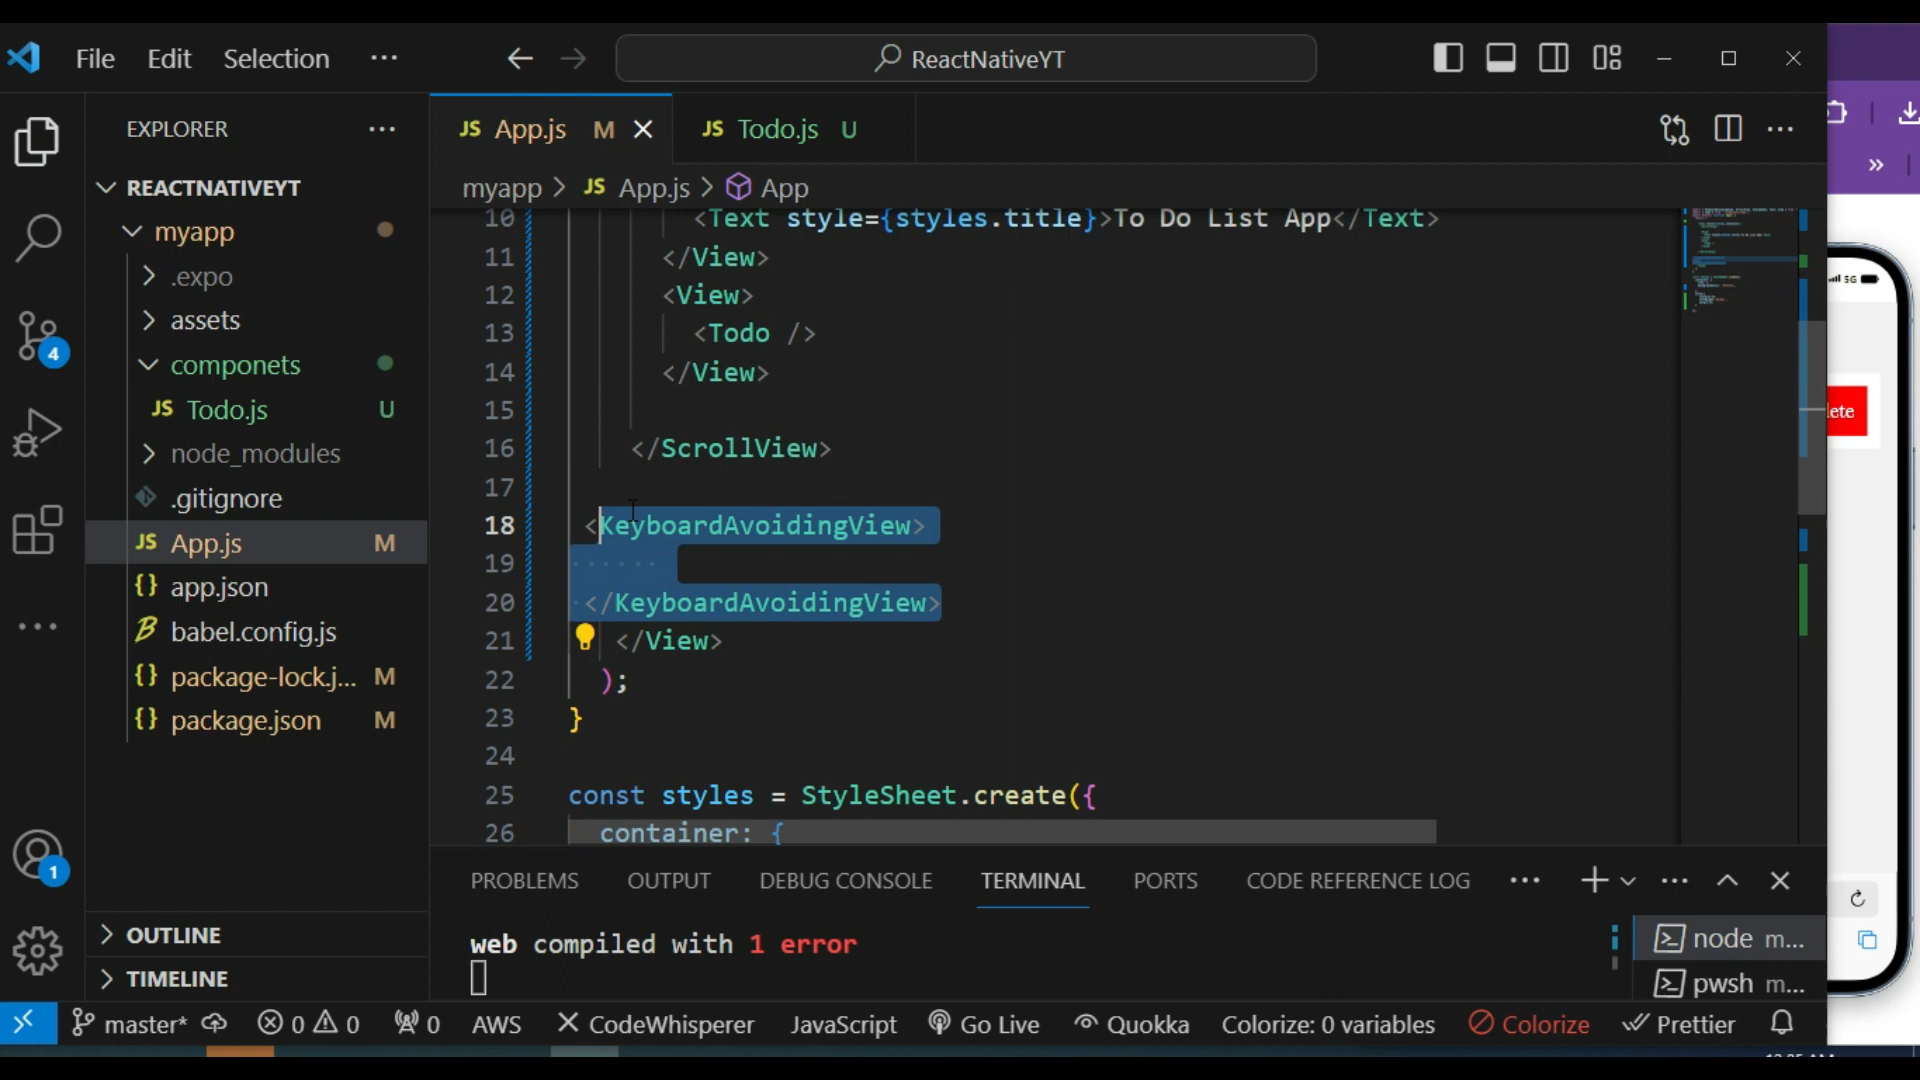 File Edit Selection ··· ReactNativeYT
EXPLORER ···
REACTNATIVEYT
myapp
.expo
assets
componets
JS Todo.js U
node_modules
.gitignore
JS App.js M
{} app.json
babel.config.js
{} package-lock.j... M
{} package.json M
OUTLINE
TIMELINE
4
1
JS App.js M
JS Todo.js U
myapp > JS App.js > App
10 <Text style={styles.title}>To Do List App</Text>
11 </View>
12 <View>
13 <Todo />
14 </View>
15
16 </ScrollView>
17
18 <KeyboardAvoidingView>
19
20 </KeyboardAvoidingView>
21 </View>
22 );
23 }
24
25 const styles = StyleSheet.create({
26 container: {
PROBLEMS OUTPUT DEBUG CONSOLE TERMINAL PORTS CODE REFERENCE LOG ···
web compiled with 1 error
node m...
pwsh m...
master* 0 0 0 AWS CodeWhisperer JavaScript Go Live Quokka Colorize: 0 variables Colorize Prettier
5G
lete